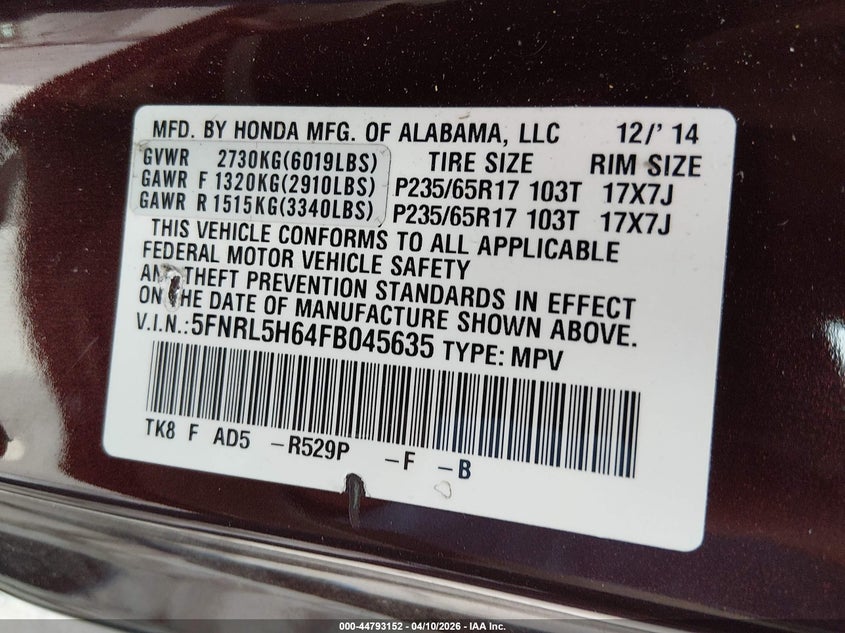 MFD. BY HONDA MFG. OF ALABAMA, LLC 12/' 14
GVWR 2730KG(6019LBS) TIRE SIZE RIM SIZE
GAWR F 1320KG(2910LBS) P235/65R17 103T 17X7J
GAWR R 1515KG(3340LBS) P235/65R17 103T 17X7J
THIS VEHICLE CONFORMS TO ALL APPLICABLE
FEDERAL MOTOR VEHICLE SAFETY
AND THEFT PREVENTION STANDARDS IN EFFECT
ON THE DATE OF MANUFACTURE SHOWN ABOVE.
V.I.N.:5FNRL5H64FB045635 TYPE: MPV
TK8 F AD5 -R529P -F -B
000-44793152 - 04/10/2026 - IAA Inc.